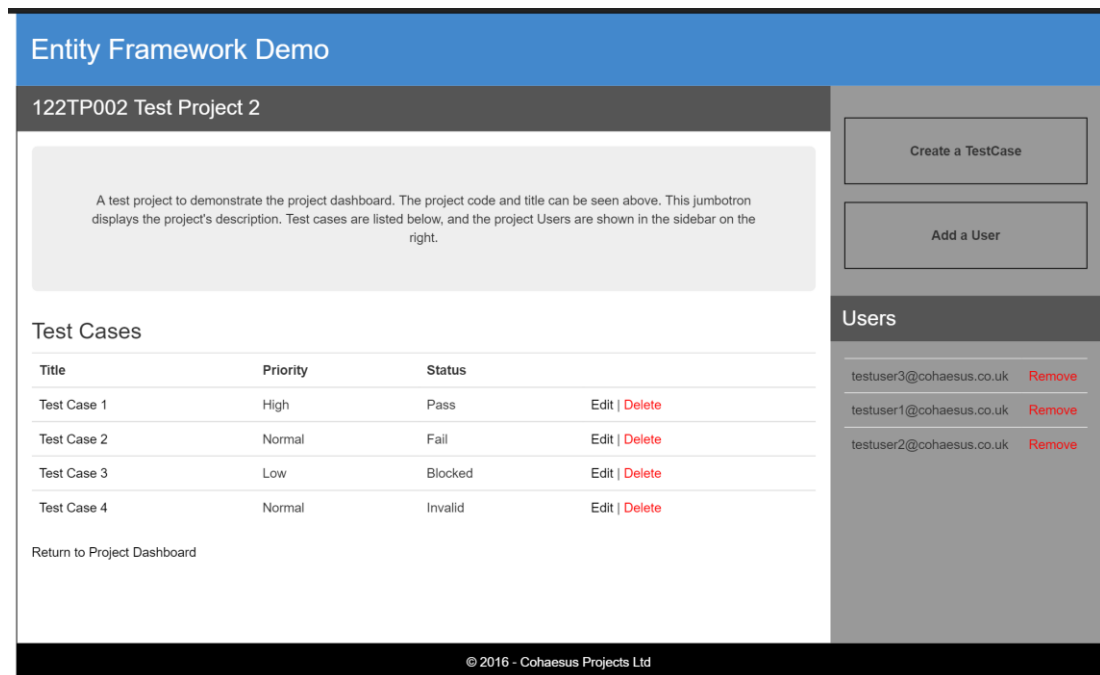 Entity Framework Demo
122TP002 Test Project 2
A test project to demonstrate the project dashboard. The project code and title can be seen above. This jumbotron
displays the project's description. Test cases are listed below, and the project Users are shown in the sidebar on the
right.
Test Cases
Title Priority Status
Test Case 1 High Pass Edit | Delete
Test Case 2 Normal Fail Edit | Delete
Test Case 3 Low Blocked Edit | Delete
Test Case 4 Normal Invalid Edit | Delete
Return to Project Dashboard
Create a TestCase
Add a User
Users
testuser3@cohaesus.co.uk Remove
testuser1@cohaesus.co.uk Remove
testuser2@cohaesus.co.uk Remove
© 2016 - Cohaesus Projects Ltd